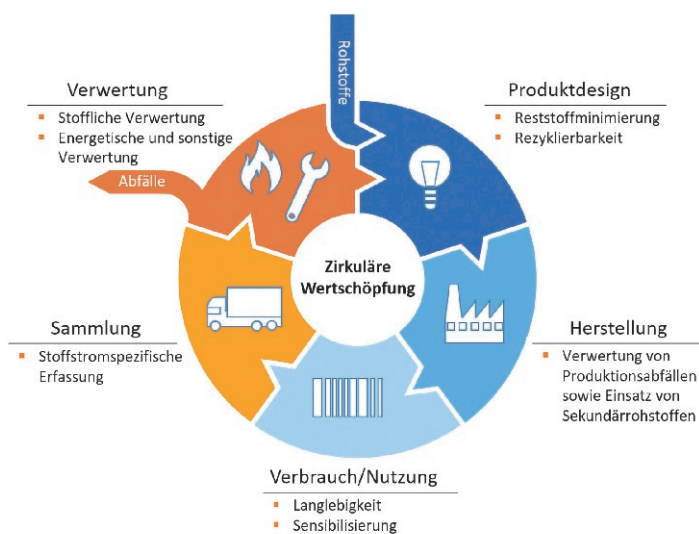 Rohstoffe
Verwertung
Stoffliche Verwertung
Energetische und sonstige
Verwertung
Abfälle
Produktdesign
Reststoffminimierung
Rezyklierbarkeit
Zirkuläre
Wertschöpfung
Sammlung
Stoffstromspezifische
Erfassung
Herstellung
Verwertung von
Produktionsabfällen
sowie Einsatz von
Sekundärrohstoffen
Verbrauch/Nutzung
Langlebigkeit
Sensibilisierung